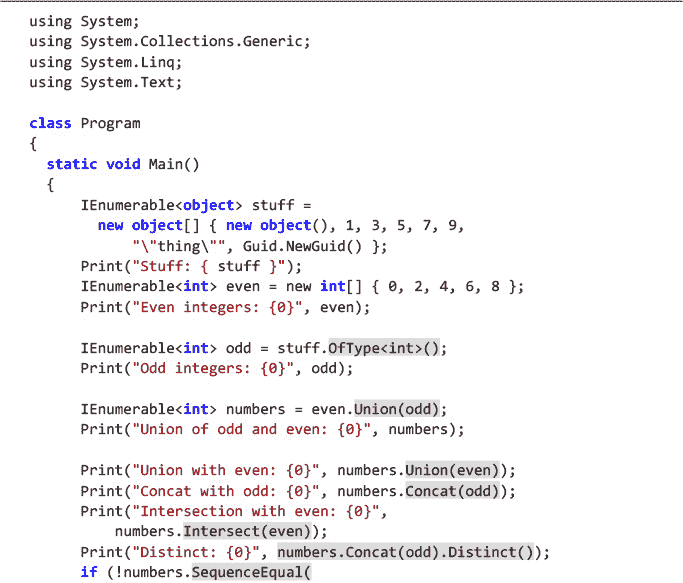 using System;
using System.Collections.Generic;
using System.Linq;
using System.Text;
class Program
{
  static void Main()
  {
      IEnumerable<object> stuff =
        new object[] { new object(), 1, 3, 5, 7, 9,
            "\"thing\"", Guid.NewGuid() };
      Print("Stuff: { stuff }");
      IEnumerable<int> even = new int[] { 0, 2, 4, 6, 8 };
      Print("Even integers: {0}", even);
      IEnumerable<int> odd = stuff.OfType<int>();
      Print("Odd integers: {0}", odd);
      IEnumerable<int> numbers = even.Union(odd);
      Print("Union of odd and even: {0}", numbers);
      Print("Union with even: {0}", numbers.Union(even));
      Print("Concat with odd: {0}", numbers.Concat(odd));
      Print("Intersection with even: {0}",
          numbers.Intersect(even));
      Print("Distinct: {0}", numbers.Concat(odd).Distinct());
      if (!numbers.SequenceEqual(